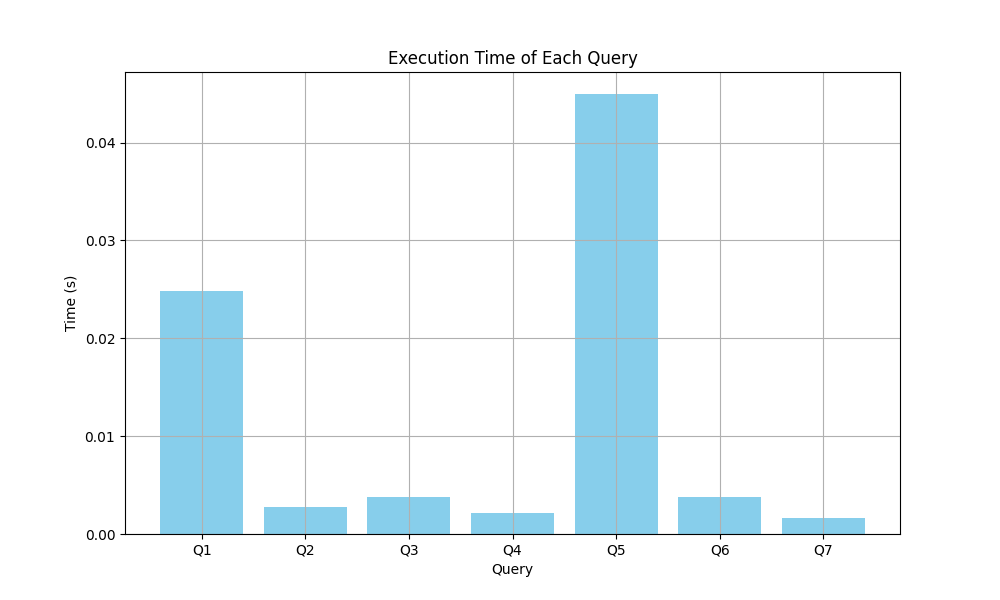 Execution Time of Each Query
Time (s)
0.04
0.03
0.02
0.01
0.00
Q1 Q2 Q3 Q4 Q5 Q6 Q7
Query